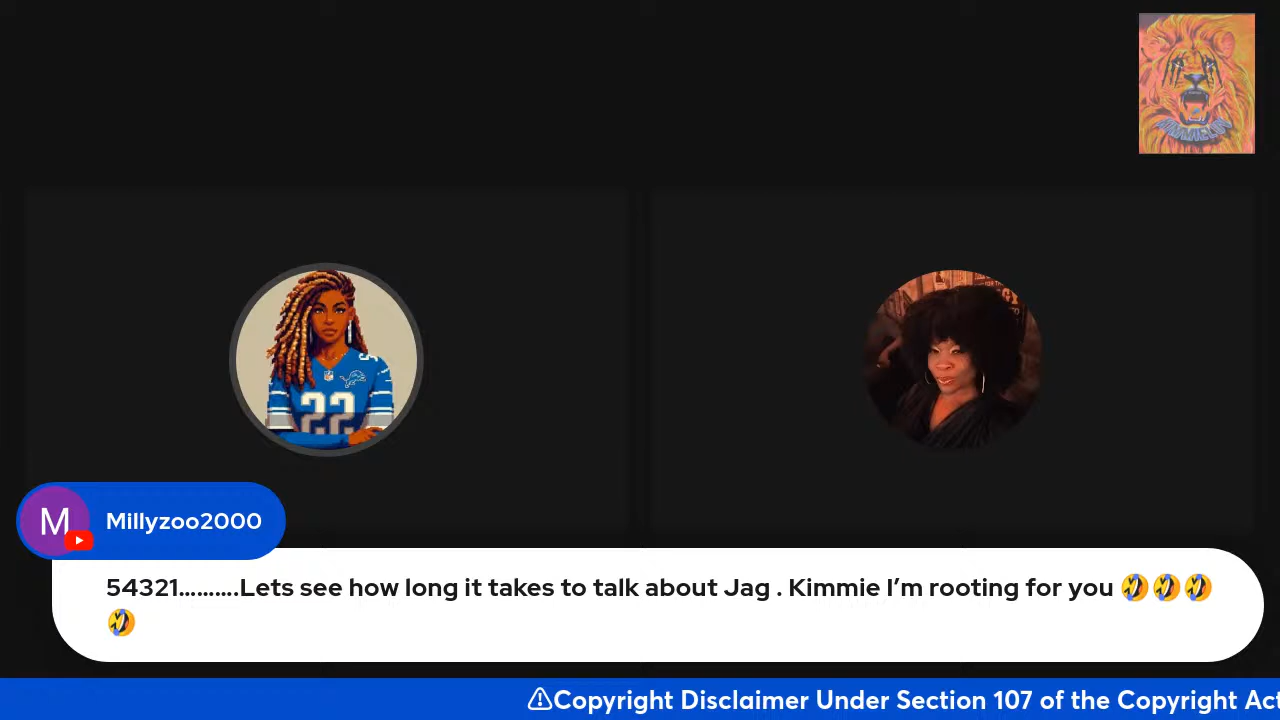 22
M
Millyzoo2000
54321..........Lets see how long it takes to talk about Jag . Kimmie I’m rooting for you 🤣🤣🤣
🤣
⚠Copyright Disclaimer Under Section 107 of the Copyright Act